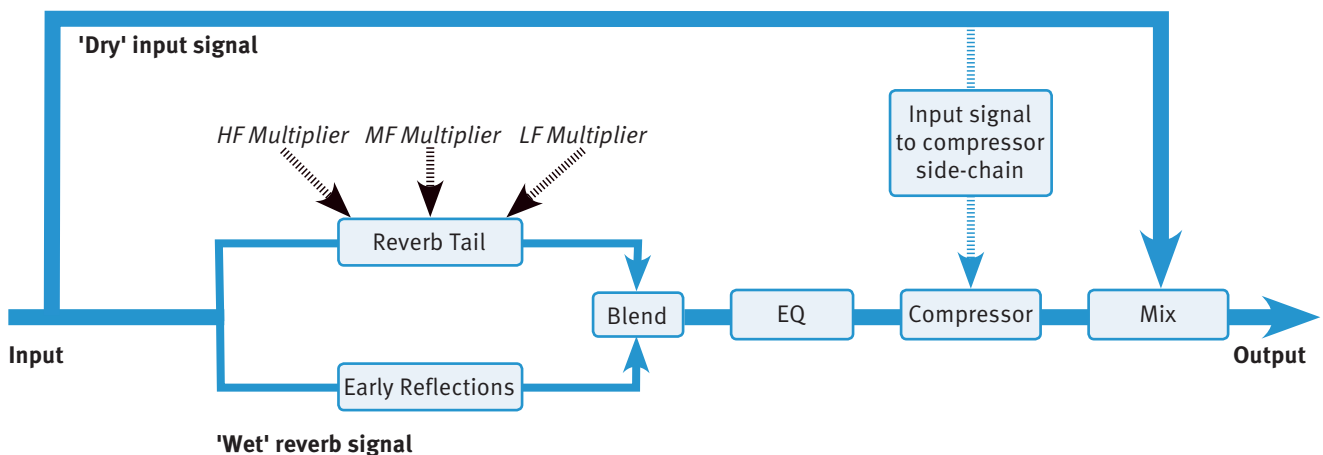 'Dry' input signal
Input signal
to compressor
side-chain
HF Multiplier
MF Multiplier
LF Multiplier
Reverb Tail
Blend
EQ
Compressor
Mix
Input
Output
Early Reflections
'Wet' reverb signal